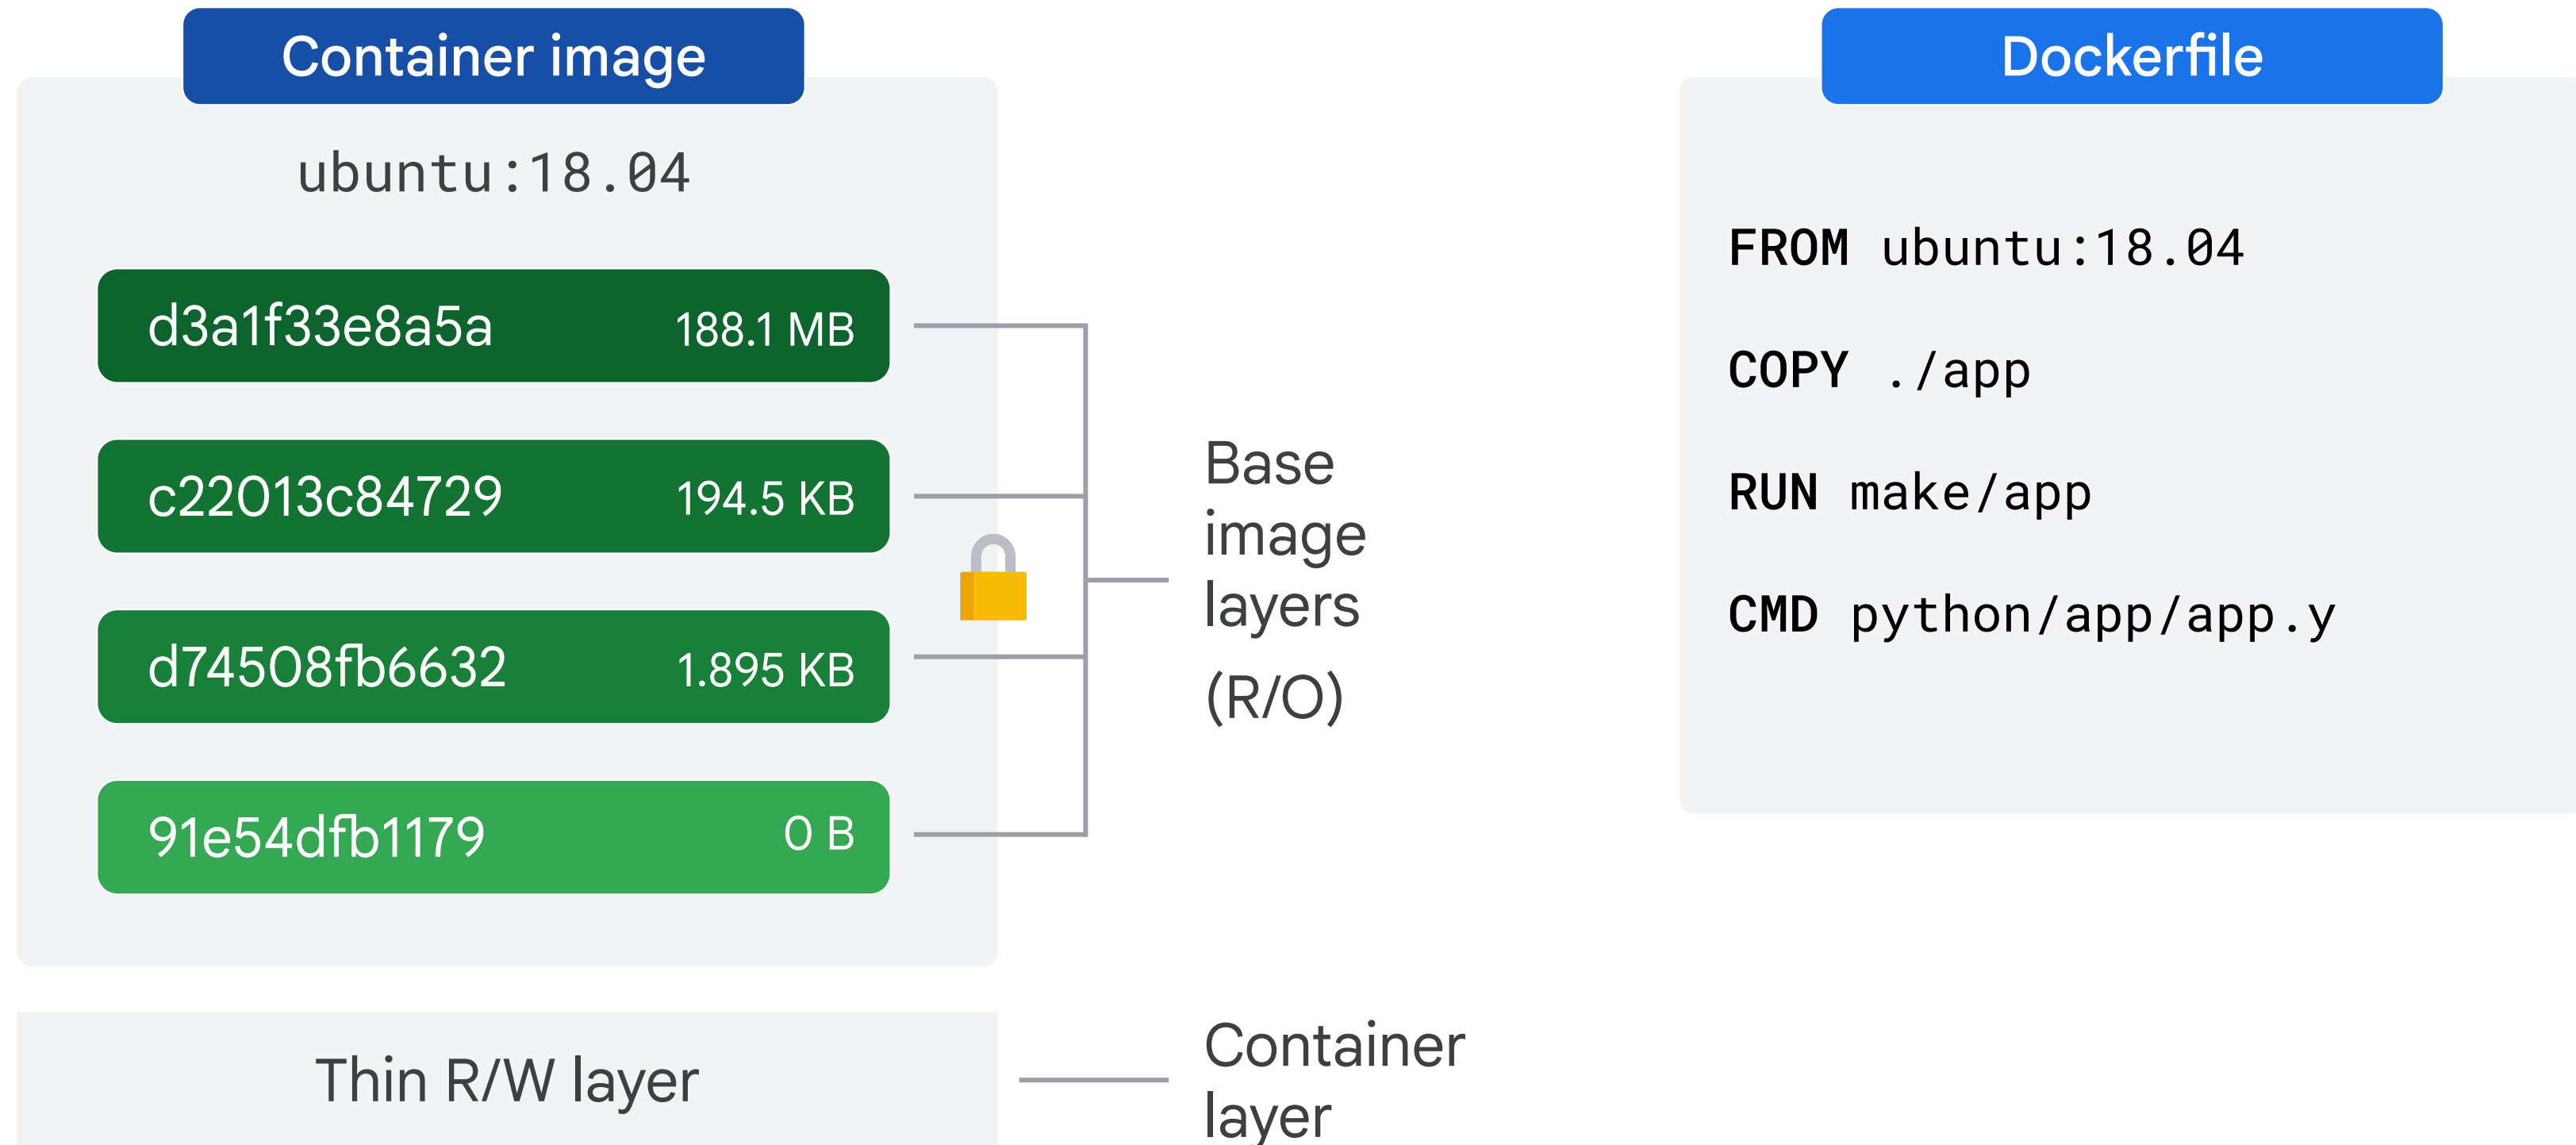 Container image
ubuntu:18.04
d3a1f33e8a5a 188.1 MB
c22013c84729 194.5 KB
d74508fb6632 1.895 KB
91e54dfb1179 0 B
Base
image
layers
(R/O)
Thin R/W layer
Container
layer
Dockerfile
FROM ubuntu:18.04
COPY ./app
RUN make/app
CMD python/app/app.y